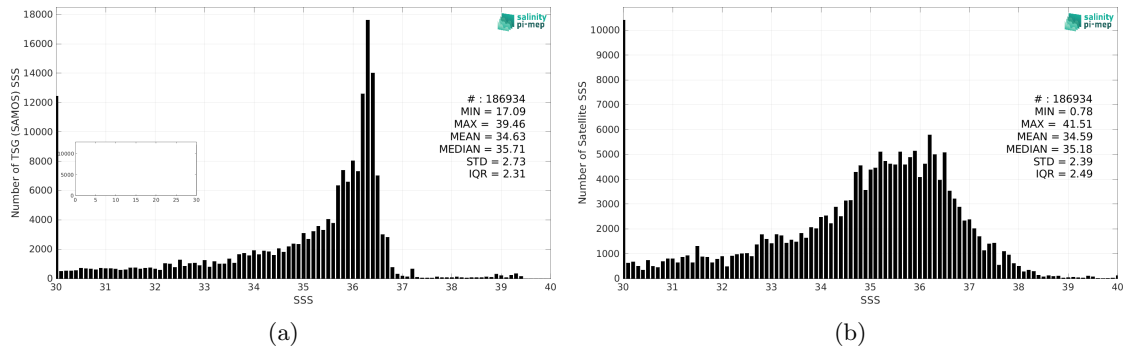 18000
16000
14000
12000
10000
8000
6000
4000
2000
0
Number of TSG (SAMOS) SSS
salinity
pi-mep
# : 186934
MIN = 17.09
MAX = 39.46
MEAN = 34.63
MEDIAN = 35.71
STD = 2.73
IQR = 2.31
10000
5000
0
0 5 10 15 20 25 30
30 31 32 33 34 35 36 37 38 39 40
SSS
(a)
10000
9000
8000
7000
6000
5000
4000
3000
2000
1000
0
Number of Satellite SSS
salinity
pi-mep
# : 186934
MIN = 0.78
MAX = 41.51
MEAN = 34.59
MEDIAN = 35.18
STD = 2.39
IQR = 2.49
30 31 32 33 34 35 36 37 38 39 40
SSS
(b)